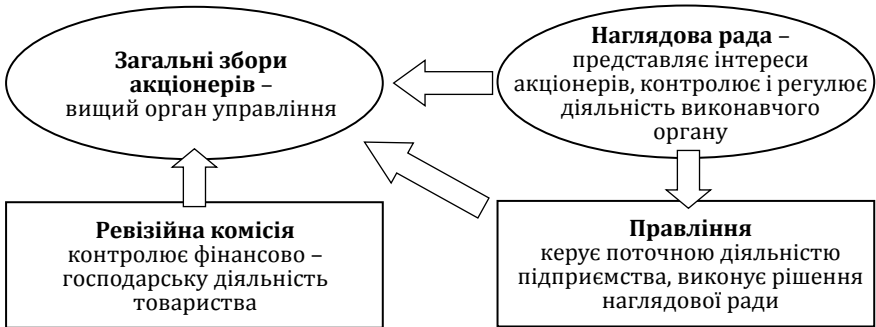 Загальні збори
акціонерів –
вищий орган управління
Наглядова рада –
представляє інтереси
акціонерів, контролює і регулює
діяльність виконавчого
органу
Ревізійна комісія
контролює фінансово –
господарську діяльність
товариства
Правління
керує поточною діяльністю
підприємства, виконує рішення
наглядової ради